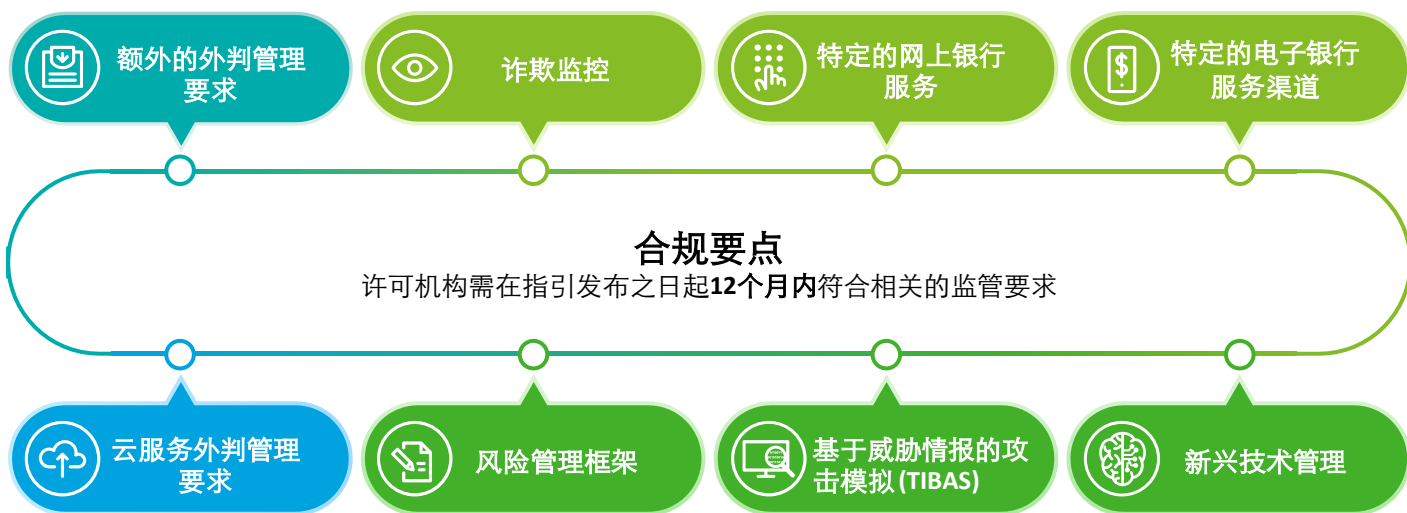 额外的外判管理
要求
诈欺监控
特定的网上银行
服务
特定的电子银行
服务渠道
合规要点
许可机构需在指引发布之日起12个月内符合相关的监管要求
云服务外判管理
要求
风险管理框架
基于威胁情报的攻
击模拟 (TIBAS)
新兴技术管理